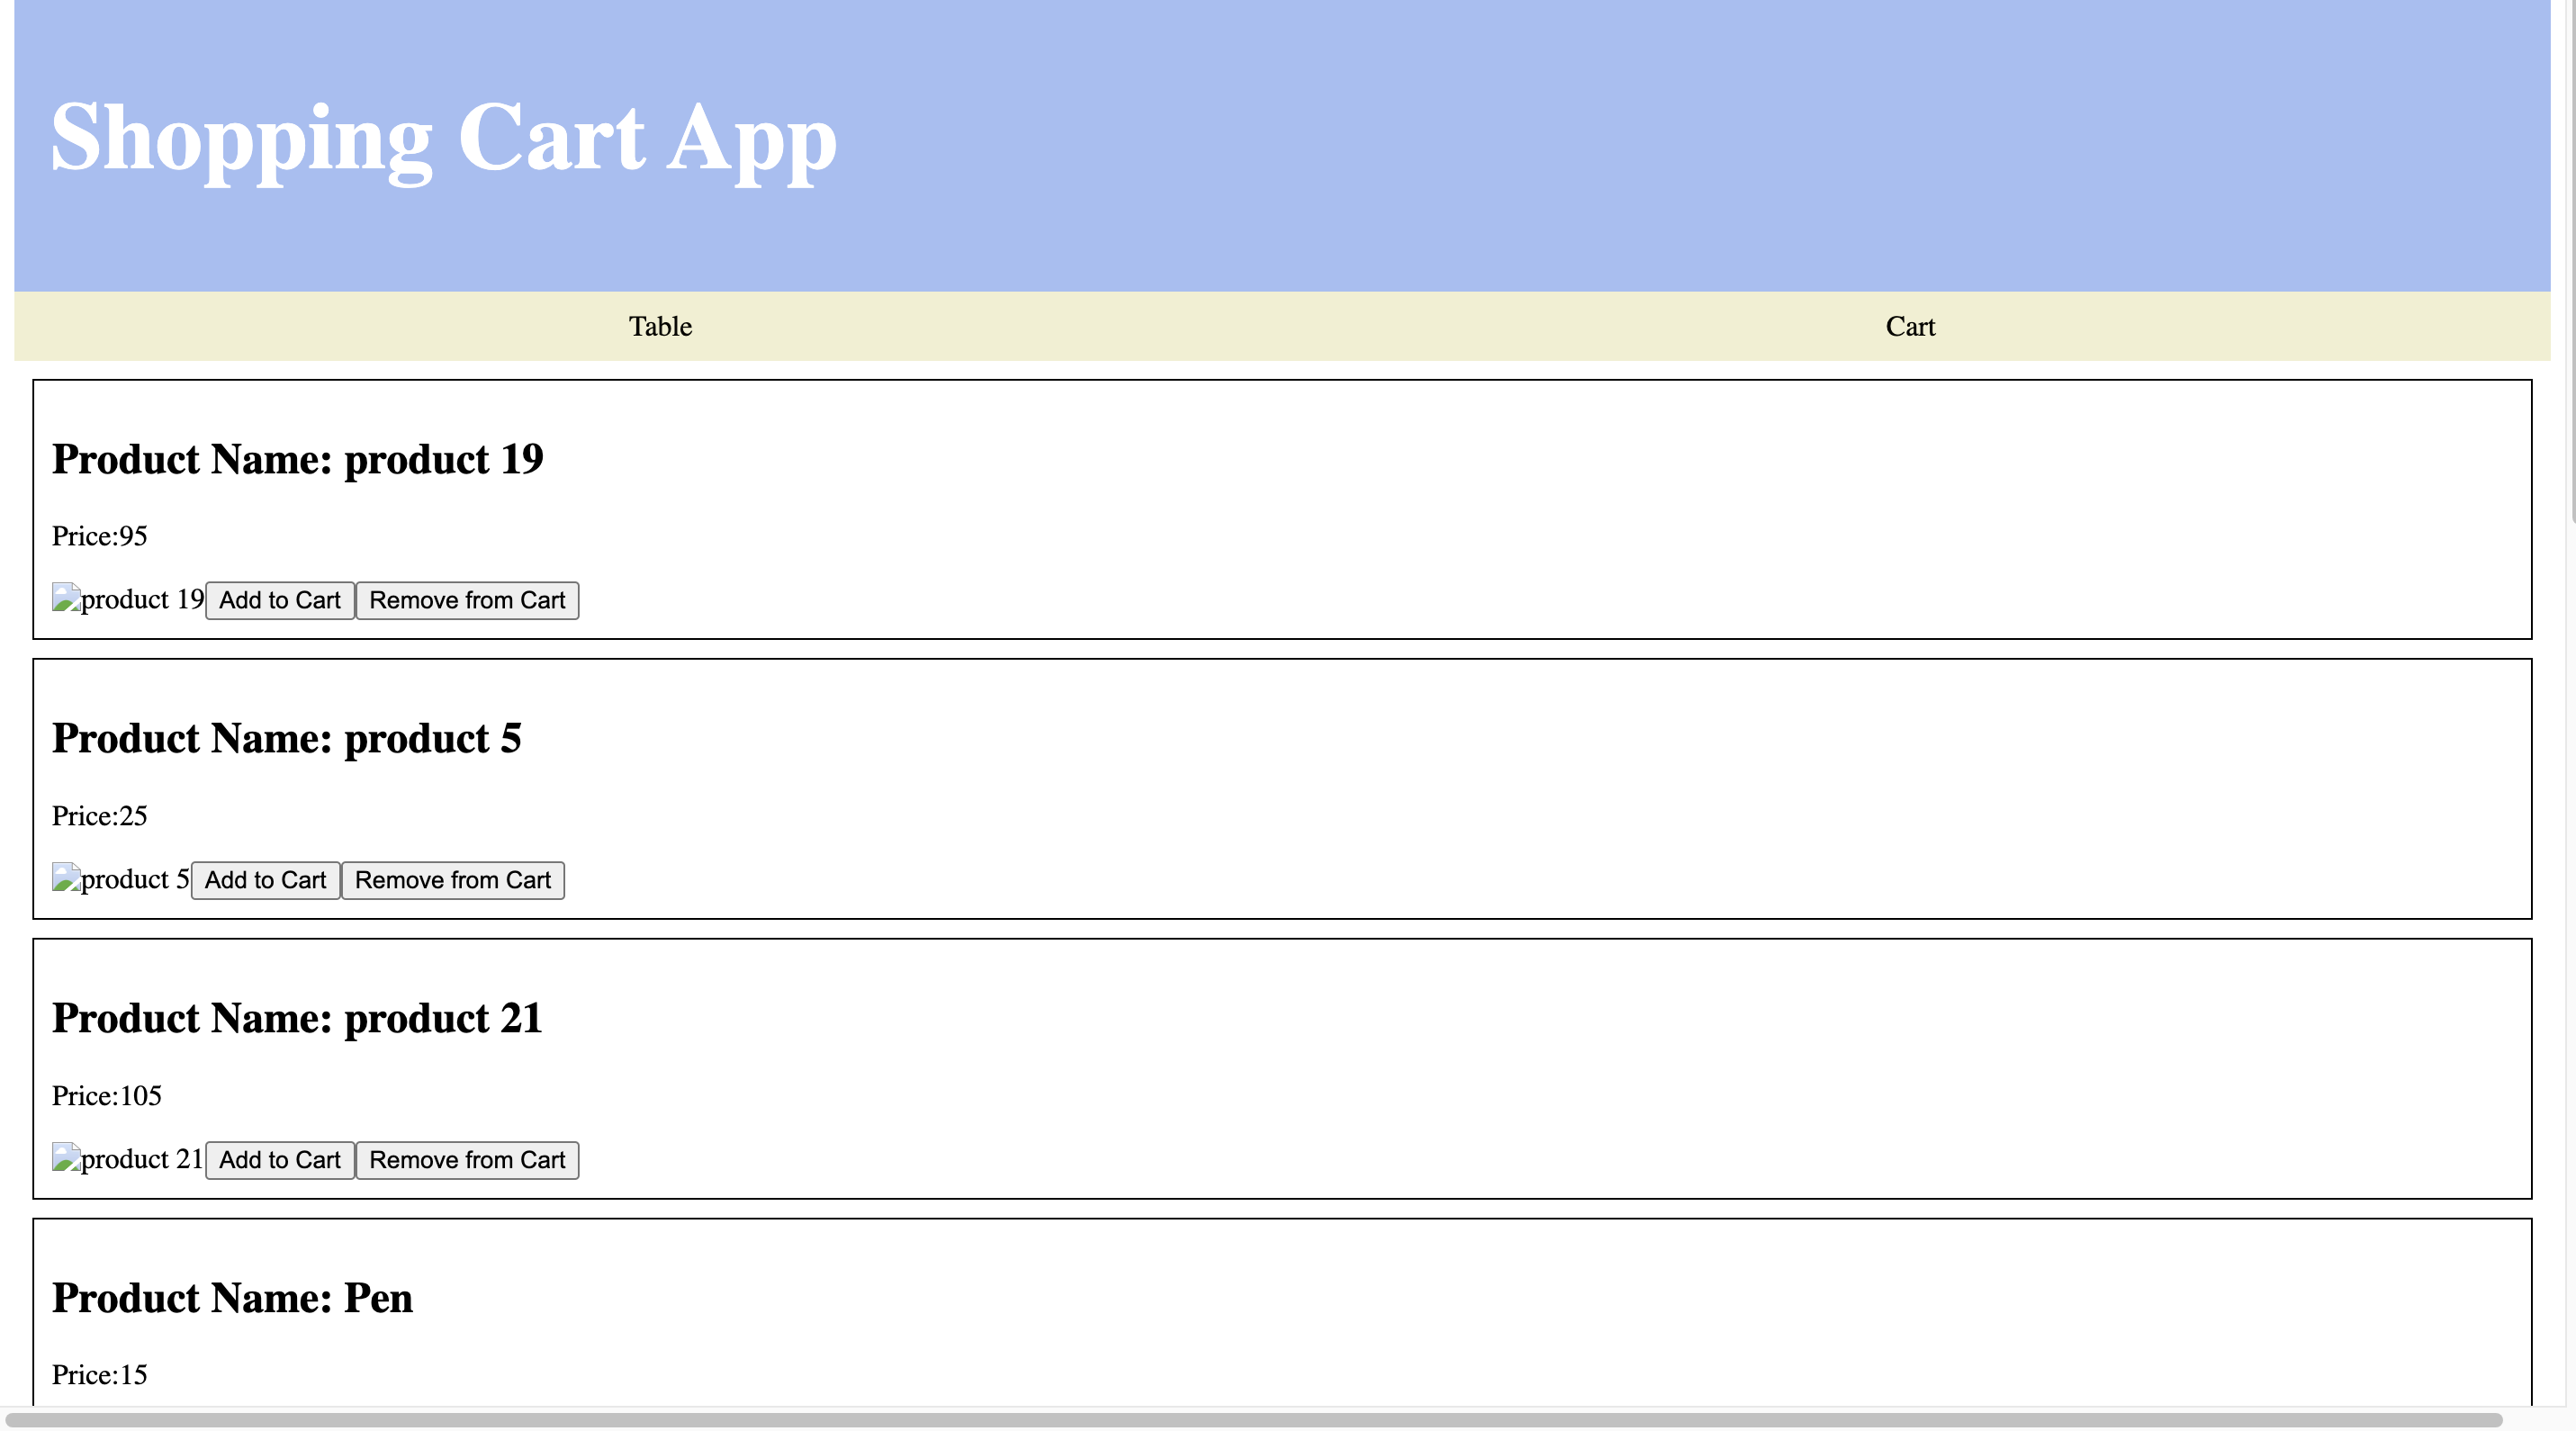 Shopping Cart App
Table Cart
Product Name: product 19
Price:95
product 19 Add to Cart Remove from Cart
Product Name: product 5
Price:25
product 5 Add to Cart Remove from Cart
Product Name: product 21
Price:105
product 21 Add to Cart Remove from Cart
Product Name: Pen
Price:15